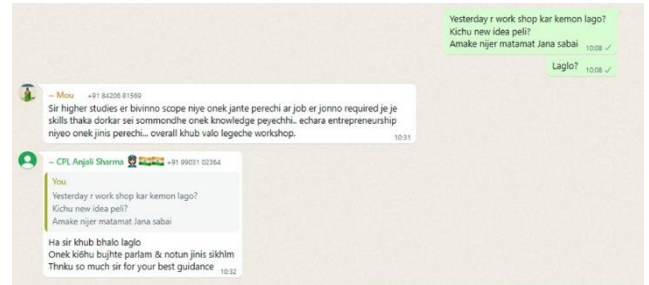 Yesterday r work shop kar kemon lago?
Kichu new idea peli?
Amake nijer matamat Jana sabai
10:08
Laglo?
10:08
~ Mou +91 84206 81569
Sir higher studies er bivinno scope niye onek jante perechi ar job er jonno required je je
skills thaka dorkar sei sommondhe onek knowledge peyechhi.. echara entrepreneurship
niyeo onek jinis perechi... overall khub valo legeche workshop.
10:31
~ CPL Anjali Sharma +91 99031 02364
You
Yesterday r work shop kar kemon lago?
Kichu new idea peli?
Amake nijer matamat Jana sabai
Ha sir khub bhalo laglo
Onek ki6hu bujhte parlam & notun jinis sikhlm
Thnku so much sir for your best guidance
10:32